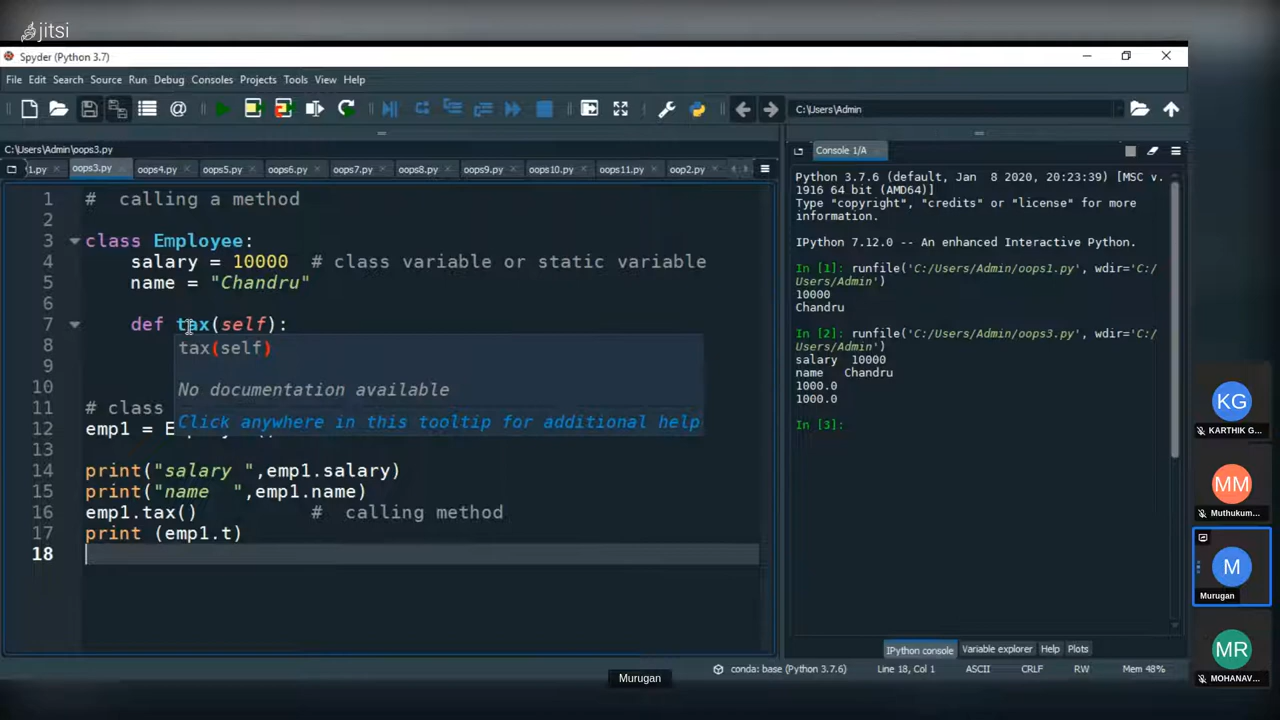 jitsi
Spyder (Python 3.7)
File Edit Search Source Run Debug Consoles Projects Tools View Help
C:\Users\Admin
C:\Users\Admin\oops3.py
1.py oops3.py oops4.py oops5.py oops6.py oops7.py oops8.py oops9.py oops10.py oops11.py oop2.py
1 # calling a method
2
3 class Employee:
4 salary = 10000 # class variable or static variable
5 name = "Chandru"
6
7 def tax(self):
8 tax(self)
9
No documentation available
10
11 # class
Click anywhere in this tooltip for additional help
12 emp1 =
13
14 print("salary ",emp1.salary)
15 print("name  ",emp1.name)
16 emp1.tax() # calling method
17 print (emp1.t)
18
Console 1/A
Python 3.7.6 (default, Jan  8 2020, 20:23:39) [MSC v.
1916 64 bit (AMD64)]
Type "copyright", "credits" or "license" for more
information.
IPython 7.12.0 -- An enhanced Interactive Python.
In [1]: runfile('C:/Users/Admin/oops1.py', wdir='C:/
Users/Admin')
10000
Chandru
In [2]: runfile('C:/Users/Admin/oops3.py', wdir='C:/
Users/Admin')
salary  10000
name   Chandru
1000.0
1000.0
In [3]:
IPython console Variable explorer Help Plots
conda: base (Python 3.7.6) Line 18, Col 1 ASCII CRLF RW Mem 48%
Murugan
KG
KARTHIK G...
MM
Muthukum...
M
Murugan
MR
MOHANAV...